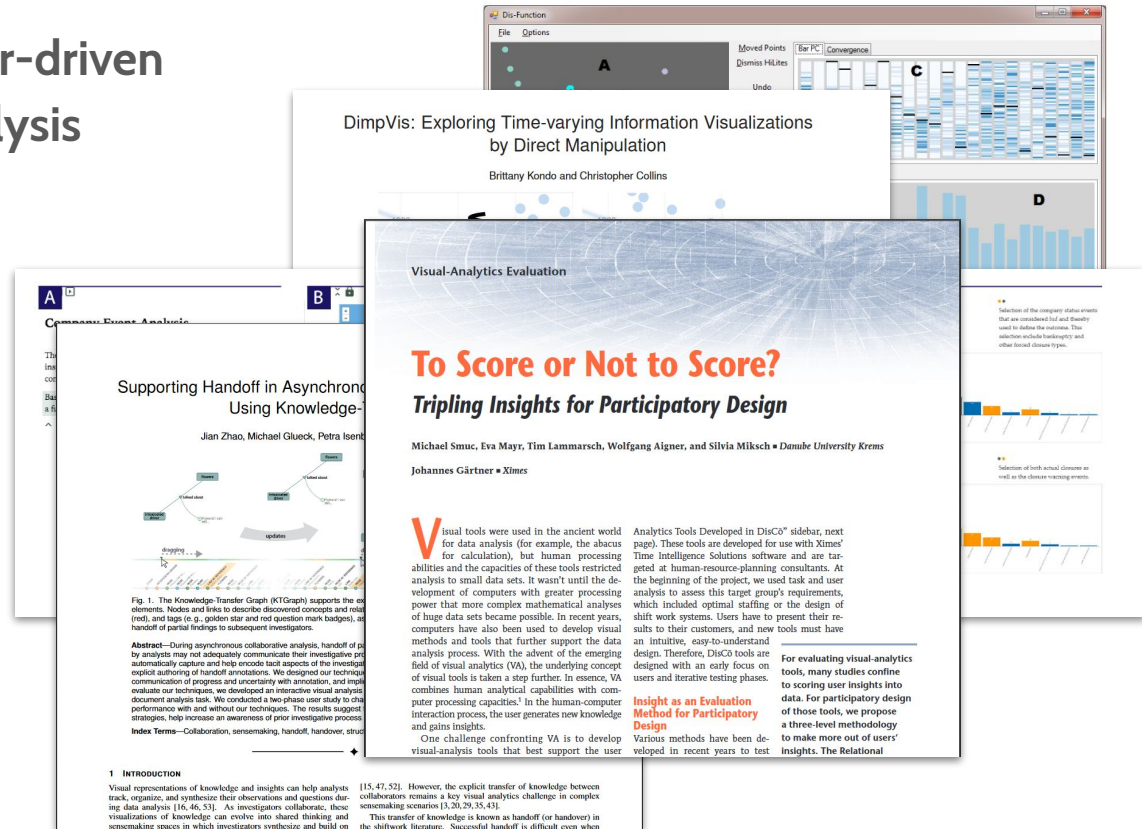 r-driven
lysis
Dis-Function
File Options
Moved Points
Dismiss HiLites
Undo
Bar PC Convergence
A
C
D
DimpVis: Exploring Time-varying Information Visualizations
by Direct Manipulation
Brittany Kondo and Christopher Collins
A
B
Company Event Analysis
Selection of the company status events
that are considered
and thereby
used to define the outcome. This
selection include bankruptcy and
other forced closure types.
Selection of both actual closures as
well as the closure warning events.
Supporting Handoff in Asynchrono
Using Knowledge-
Jian Zhao, Michael Glueck, Petra Isenb
flowers
flowers
talked about
updates
dragging
Fig. 1. The Knowledge-Transfer Graph (KTGraph) supports the ex
elements. Nodes and links to describe discovered concepts and relat
(red), and tags (e.g., golden star and red question mark badges), as
handoff of partial findings to subsequent investigators.
Abstract—During asynchronous collaborative analysis, handoff of pa
by analysts may not adequately communicate their investigative pro
automatically capture and help encode tacit aspects of the investigat
explicit authoring of handoff annotations. We designed our techniqu
communication of progress and uncertainty with annotation, and impli
evaluate our techniques, we developed an interactive visual analysis
document analysis task. We conducted a two-phase user study to cha
performance with and without our techniques. The results suggest
strategies, help increase an awareness of prior investigative process
Index Terms—Collaboration, sensemaking, handoff, handover, struc
1 INTRODUCTION
Visual representations of knowledge and insights can help analysts
track, organize, and synthesize their observations and questions dur-
ing data analysis [16, 46, 53]. As investigators collaborate, these
visualizations of knowledge can evolve into shared thinking and
sensemaking spaces in which investigators synthesize and build on
[15, 47, 52]. However, the explicit transfer of knowledge between
collaborators remains a key visual analytics challenge in complex
sensemaking scenarios [3, 20, 29, 35, 43].
This transfer of knowledge is known as handoff (or handover) in
the shiftwork literature. Successful handoff is difficult even when
Visual-Analytics Evaluation
To Score or Not to Score?
Tripling Insights for Participatory Design
Michael Smuc, Eva Mayr, Tim Lammarsch, Wolfgang Aigner, and Silvia Miksch ■ Danube University Krems
Johannes Gärtner ■ Ximes
Visual tools were used in the ancient world
for data analysis (for example, the abacus
for calculation), but human processing
abilities and the capacities of these tools restricted
analysis to small data sets. It wasn't until the de-
velopment of computers with greater processing
power that more complex mathematical analyses
of huge data sets became possible. In recent years,
computers have also been used to develop visual
methods and tools that further support the data
analysis process. With the advent of the emerging
field of visual analytics (VA), the underlying concept
of visual tools is taken a step further. In essence, VA
combines human analytical capabilities with com-
puter processing capacities.¹ In the human-computer
interaction process, the user generates new knowledge
and gains insights.
One challenge confronting VA is to develop
visual-analysis tools that best support the user
Analytics Tools Developed in DisCō" sidebar, next
page). These tools are developed for use with Ximes'
Time Intelligence Solutions software and are tar-
geted at human-resource-planning consultants. At
the beginning of the project, we used task and user
analysis to assess this target group's requirements,
which included optimal staffing or the design of
shift work systems. Users have to present their re-
sults to their customers, and new tools must have
an intuitive, easy-to-understand
design. Therefore, DisCō tools are
designed with an early focus on
users and iterative testing phases.
Insight as an Evaluation
Method for Participatory
Design
Various methods have been de-
veloped in recent years to test
For evaluating visual-analytics
tools, many studies confine
to scoring user insights into
data. For participatory design
of those tools, we propose
a three-level methodology
to make more out of users'
insights. The Relational